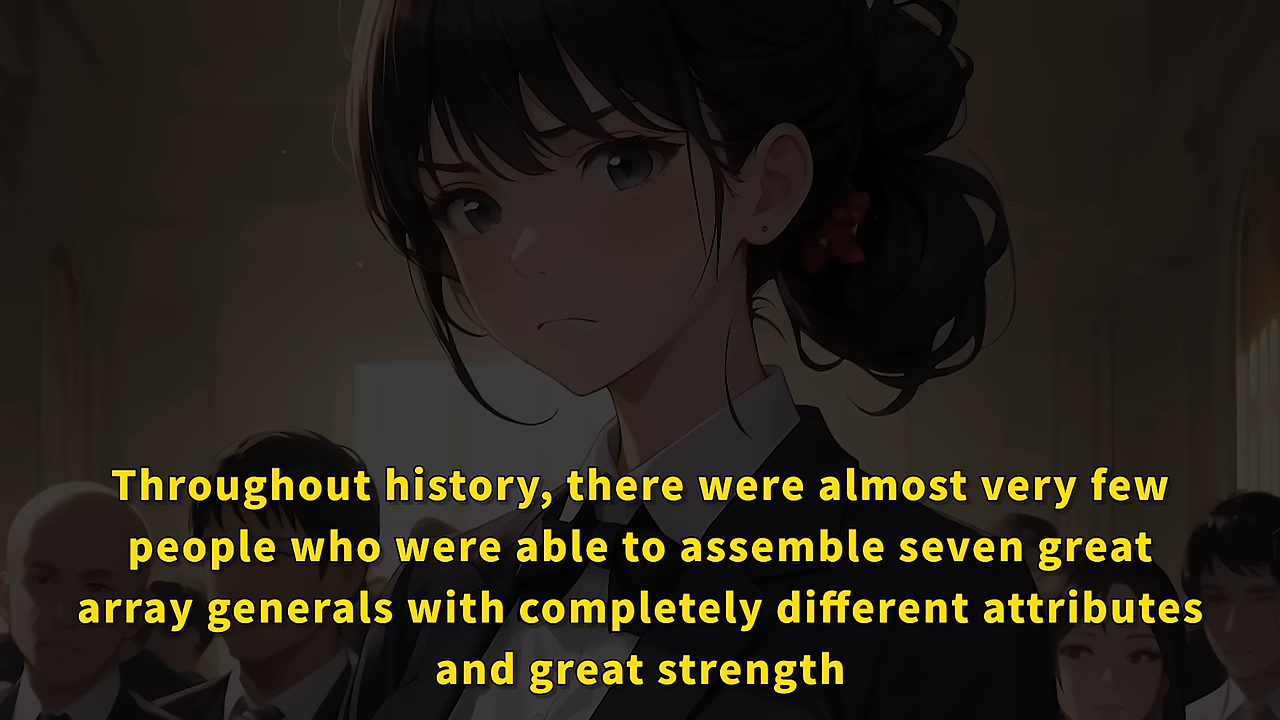 Throughout history, there were almost very few
people who were able to assemble seven great
array generals with completely different attributes
and great strength